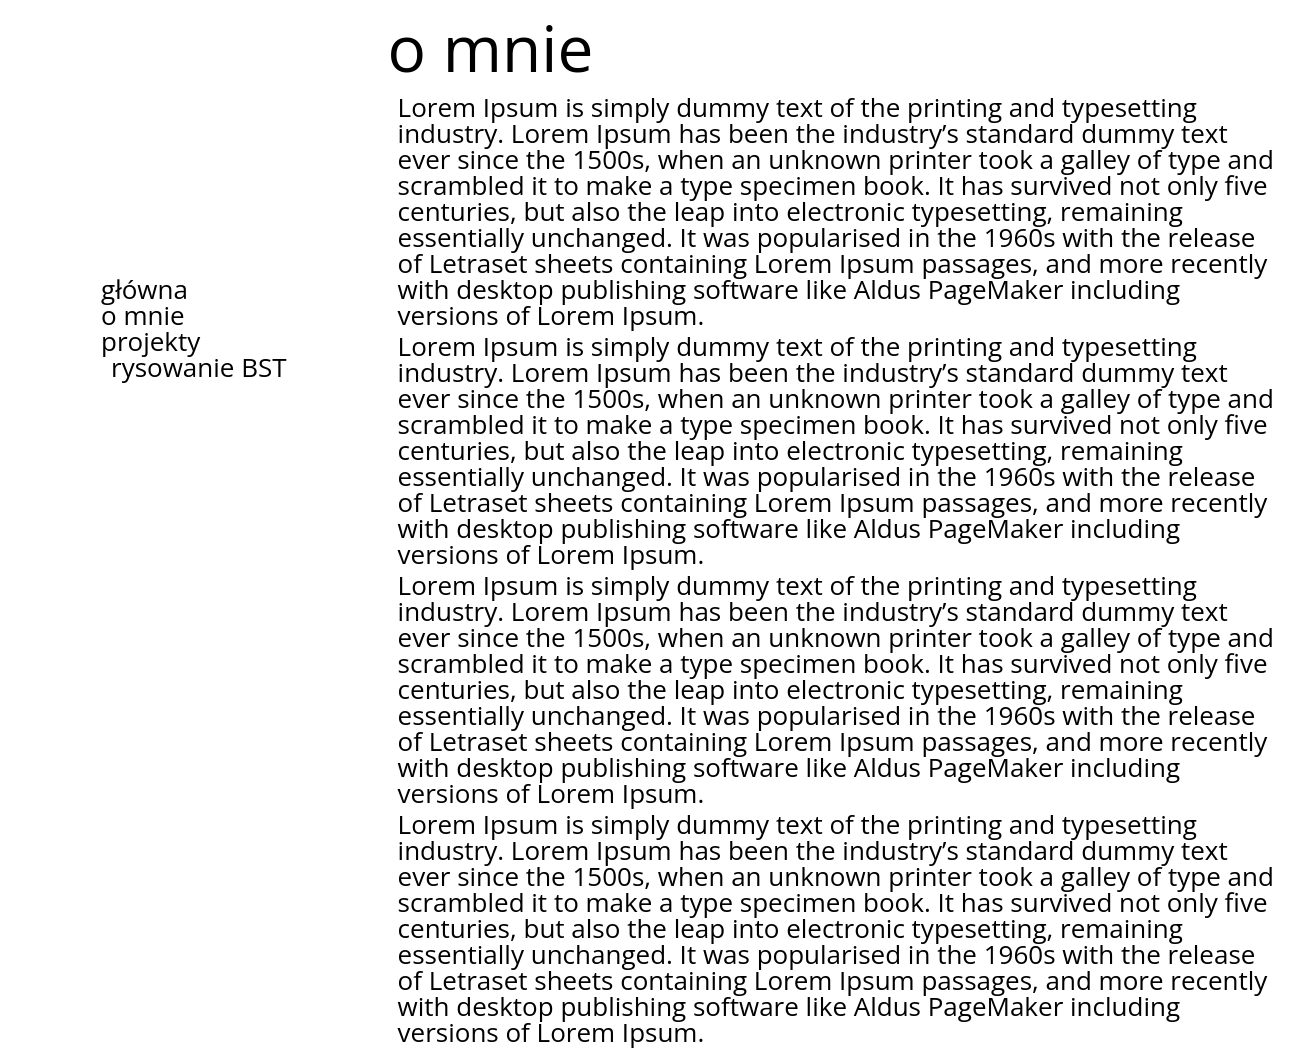 o mnie
Lorem Ipsum is simply dummy text of the printing and typesetting
industry. Lorem Ipsum has been the industry’s standard dummy text
ever since the 1500s, when an unknown printer took a galley of type and
scrambled it to make a type specimen book. It has survived not only five
centuries, but also the leap into electronic typesetting, remaining
essentially unchanged. It was popularised in the 1960s with the release
of Letraset sheets containing Lorem Ipsum passages, and more recently
with desktop publishing software like Aldus PageMaker including
versions of Lorem Ipsum.
Lorem Ipsum is simply dummy text of the printing and typesetting
industry. Lorem Ipsum has been the industry’s standard dummy text
ever since the 1500s, when an unknown printer took a galley of type and
scrambled it to make a type specimen book. It has survived not only five
centuries, but also the leap into electronic typesetting, remaining
essentially unchanged. It was popularised in the 1960s with the release
of Letraset sheets containing Lorem Ipsum passages, and more recently
with desktop publishing software like Aldus PageMaker including
versions of Lorem Ipsum.
Lorem Ipsum is simply dummy text of the printing and typesetting
industry. Lorem Ipsum has been the industry’s standard dummy text
ever since the 1500s, when an unknown printer took a galley of type and
scrambled it to make a type specimen book. It has survived not only five
centuries, but also the leap into electronic typesetting, remaining
essentially unchanged. It was popularised in the 1960s with the release
of Letraset sheets containing Lorem Ipsum passages, and more recently
with desktop publishing software like Aldus PageMaker including
versions of Lorem Ipsum.
Lorem Ipsum is simply dummy text of the printing and typesetting
industry. Lorem Ipsum has been the industry’s standard dummy text
ever since the 1500s, when an unknown printer took a galley of type and
scrambled it to make a type specimen book. It has survived not only five
centuries, but also the leap into electronic typesetting, remaining
essentially unchanged. It was popularised in the 1960s with the release
of Letraset sheets containing Lorem Ipsum passages, and more recently
with desktop publishing software like Aldus PageMaker including
versions of Lorem Ipsum.
główna
o mnie
projekty
rysowanie BST